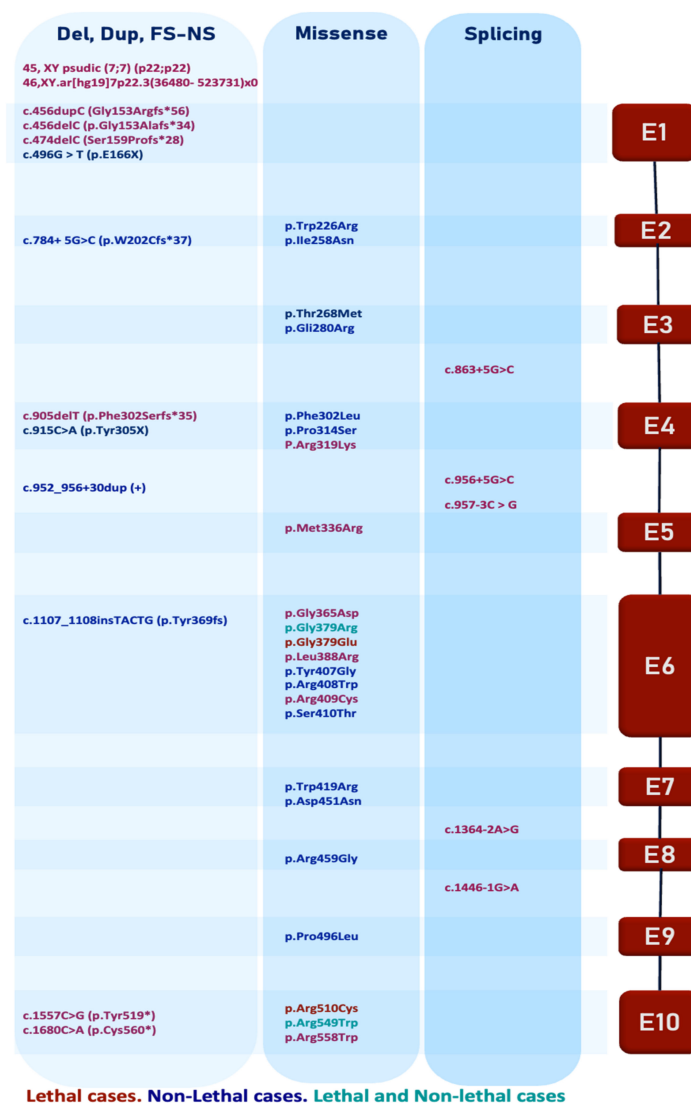 Del, Dup, FS-NS Missense Splicing
45, XY psudic (7;7) (p22;p22)
46,XY.ar[hg19]7p22.3(36480- 523731)x0
c.456dupC (Gly153Argfs*56)
c.456delC (p.Gly153Alafs*34)
c.474delC (Ser159Profs*28)
c.496G > T (p.E166X)
E1
p.Trp226Arg
c.784+ 5G>C (p.W202Cfs*37) p.Ile258Asn
E2
p.Thr268Met
p.Gli280Arg
E3
c.863+5G>C
c.905delT (p.Phe302Serfs*35) p.Phe302Leu
c.915C>A (p.Tyr305X) p.Pro314Ser
P.Arg319Lys
E4
c.956+5G>C
c.952_956+30dup (+)
c.957-3C > G
p.Met336Arg
E5
p.Gly365Asp
c.1107_1108insTACTG (p.Tyr369fs)
p.Gly379Arg
p.Gly379Glu
p.Leu388Arg
p.Tyr407Gly
p.Arg408Trp
p.Arg409Cys
p.Ser410Thr
E6
p.Trp419Arg
p.Asp451Asn
E7
c.1364-2A>G
p.Arg459Gly
E8
c.1446-1G>A
p.Pro496Leu
E9
p.Arg510Cys
c.1557C>G (p.Tyr519*)
p.Arg549Trp
c.1680C>A (p.Cys560*)
p.Arg558Trp
E10
Lethal cases. Non-Lethal cases. Lethal and Non-lethal cases